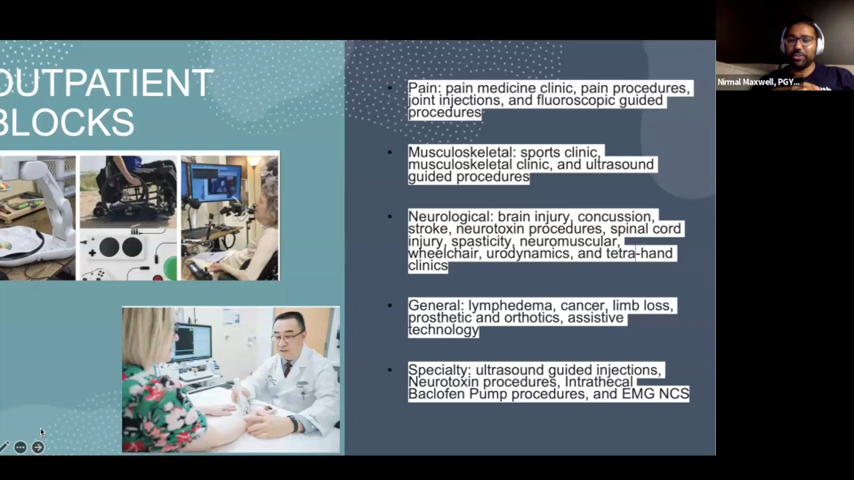 OUTPATIENT
BLOCKS
• Pain: pain medicine clinic, pain procedures,
joint injections, and fluoroscopic guided
procedures
• Musculoskeletal: sports clinic,
musculoskeletal clinic, and ultrasound
guided procedures
• Neurological: brain injury, concussion,
stroke, neurotoxin procedures, spinal cord
injury, spasticity, neuromuscular,
wheelchair, urodynamics, and tetra-hand
clinics
• General: lymphedema, cancer, limb loss,
prosthetic and orthotics, assistive
technology
• Specialty: ultrasound guided injections,
Neurotoxin procedures, Intrathecal
Baclofen Pump procedures, and EMG NCS
Nirmal Maxwell, PGY...